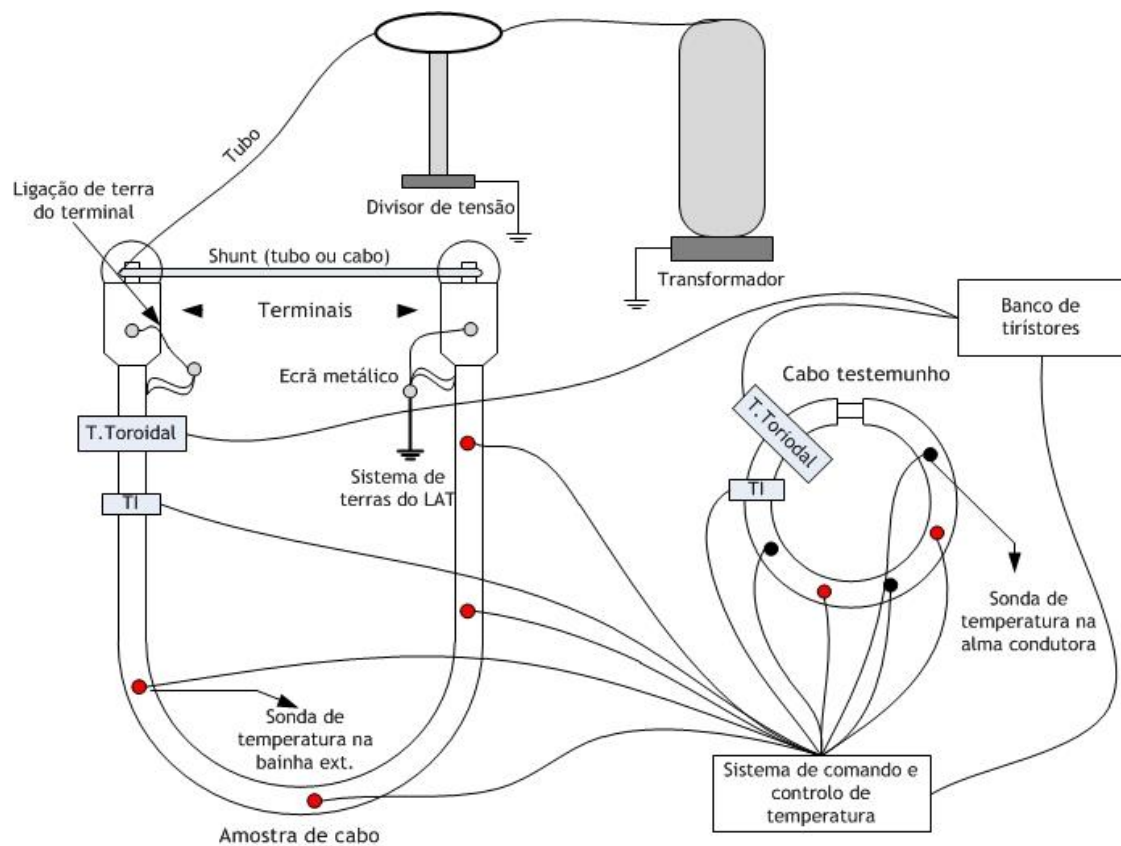 Tubo
Ligação de terra
do terminal
Divisor de tensão
Transformador
Shunt (tubo ou cabo)
Terminais
Banco de
tirístores
Ecrã metálico
Cabo testemunho
T.Toroidal
T.Toríodal
Sistema de
terras do LAT
TI
TI
Sonda de
temperatura na
alma condutora
Sonda de
temperatura na
bainha ext.
Sistema de comando e
controlo de
temperatura
Amostra de cabo